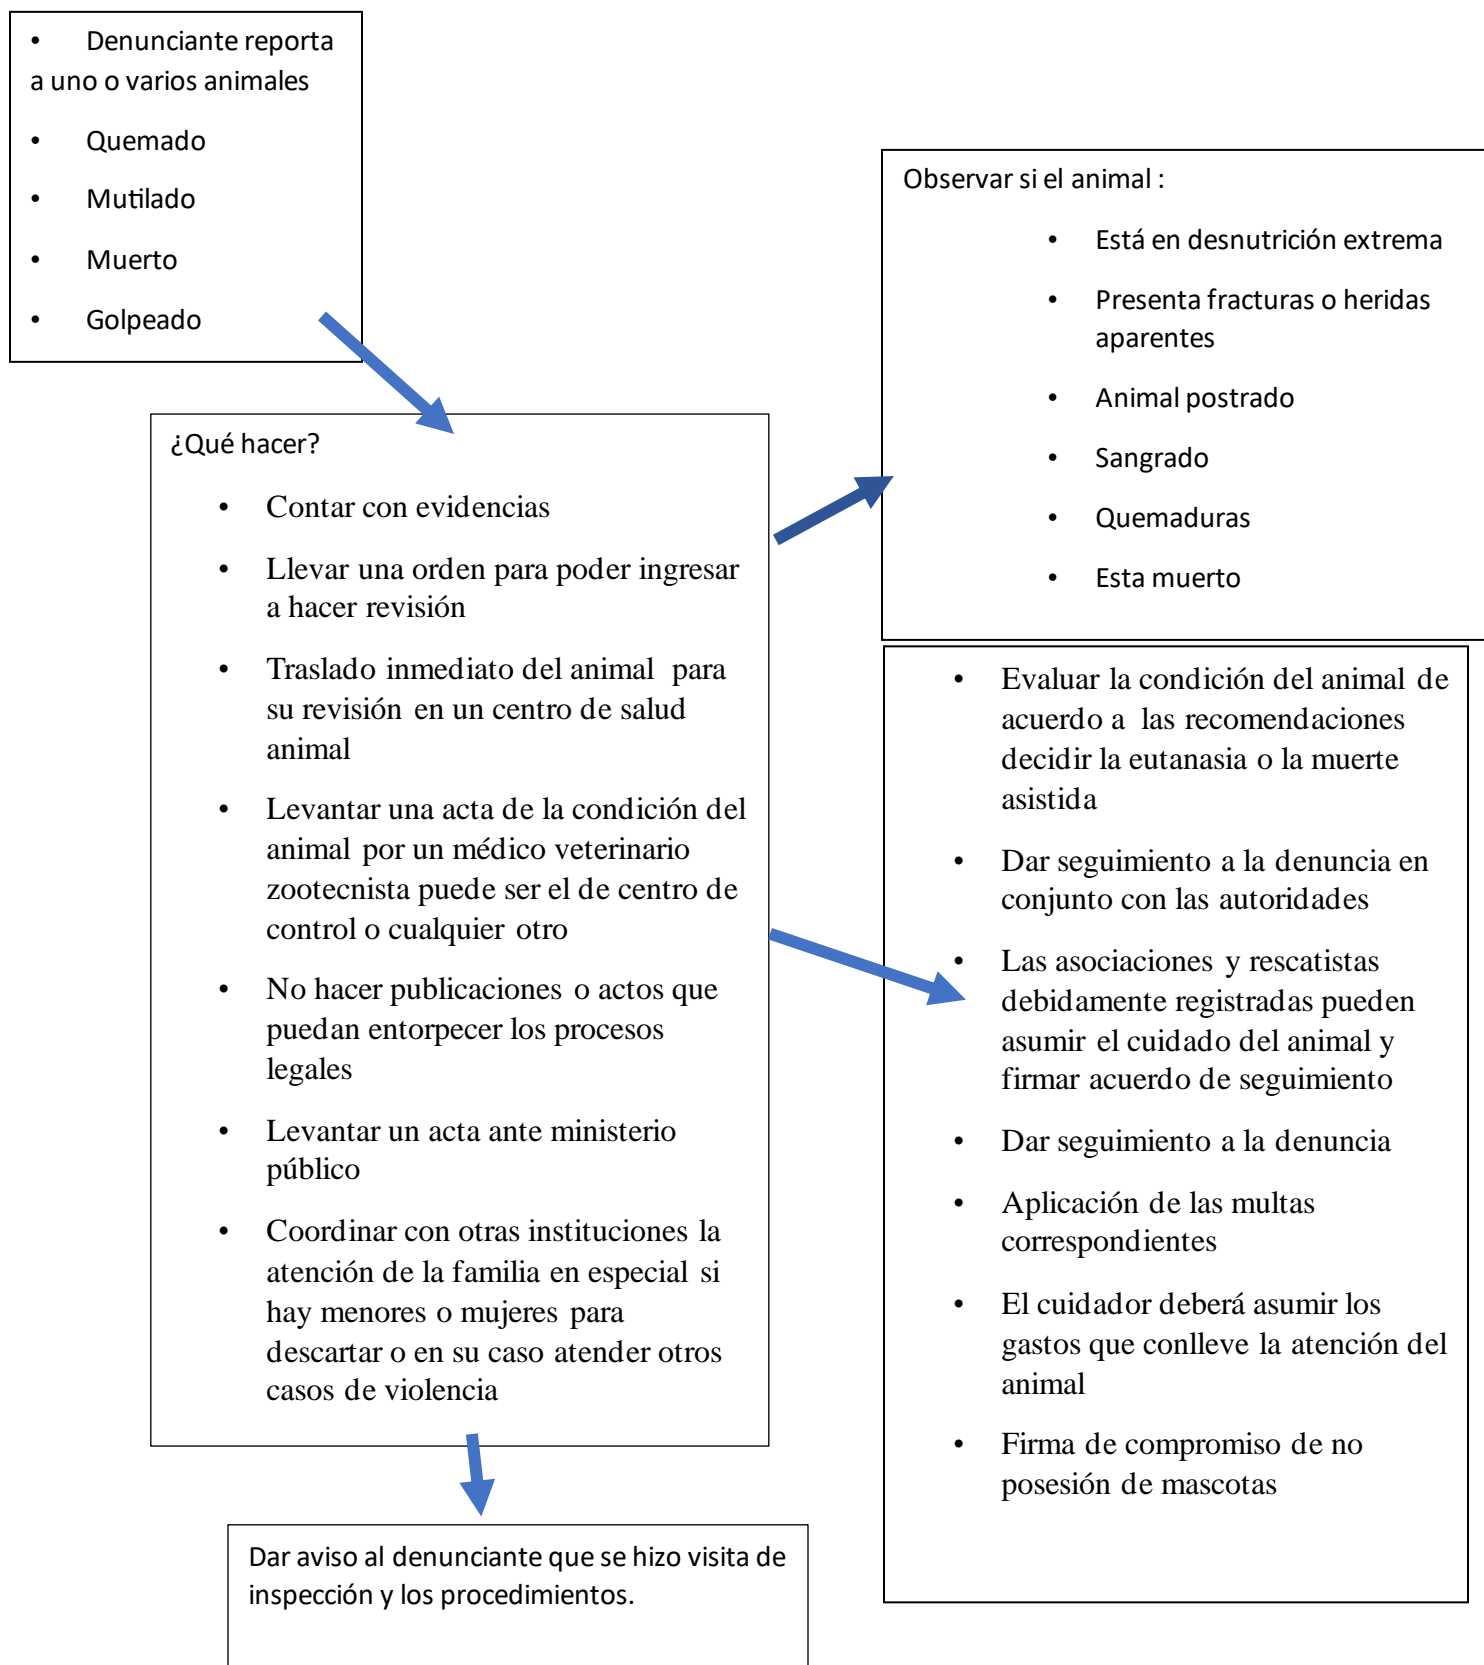 • Denunciante reporta
a uno o varios animales
• Quemado
• Mutilado
• Muerto
• Golpeado
¿Qué hacer?
• Contar con evidencias
• Llevar una orden para poder ingresar
a hacer revisión
• Traslado inmediato del animal para
su revisión en un centro de salud
animal
• Levantar una acta de la condición del
animal por un médico veterinario
zootecnista puede ser el de centro de
control o cualquier otro
• No hacer publicaciones o actos que
puedan entorpecer los procesos
legales
• Levantar un acta ante ministerio
público
• Coordinar con otras instituciones la
atención de la familia en especial si
hay menores o mujeres para
descartar o en su caso atender otros
casos de violencia
Observar si el animal :
• Está en desnutrición extrema
• Presenta fracturas o heridas
aparentes
• Animal postrado
• Sangrado
• Quemaduras
• Esta muerto
• Evaluar la condición del animal de
acuerdo a las recomendaciones
decidir la eutanasia o la muerte
asistida
• Dar seguimiento a la denuncia en
conjunto con las autoridades
• Las asociaciones y rescatistas
debidamente registradas pueden
asumir el cuidado del animal y
firmar acuerdo de seguimiento
• Dar seguimiento a la denuncia
• Aplicación de las multas
correspondientes
• El cuidador deberá asumir los
gastos que conlleve la atención del
animal
• Firma de compromiso de no
posesión de mascotas
Dar aviso al denunciante que se hizo visita de
inspección y los procedimientos.